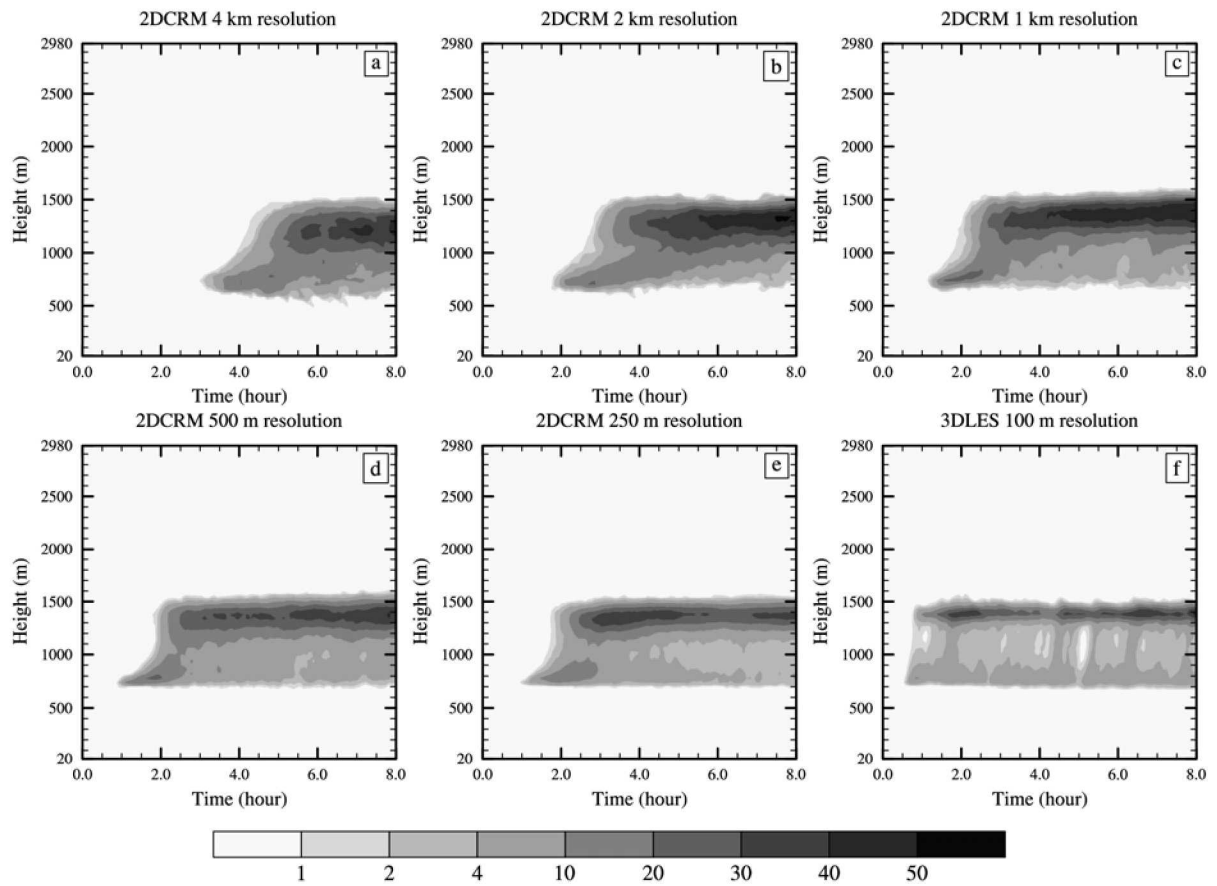 2DCRM 4 km resolution
2980
2500
2000
1500
1000
500
20
Height (m)
a
0.0 2.0 4.0 6.0 8.0
Time (hour)
2DCRM 2 km resolution
2980
2500
2000
1500
1000
500
20
Height (m)
b
0.0 2.0 4.0 6.0 8.0
Time (hour)
2DCRM 1 km resolution
2980
2500
2000
1500
1000
500
20
Height (m)
c
0.0 2.0 4.0 6.0 8.0
Time (hour)
2DCRM 500 m resolution
2980
2500
2000
1500
1000
500
20
Height (m)
d
0.0 2.0 4.0 6.0 8.0
Time (hour)
2DCRM 250 m resolution
2980
2500
2000
1500
1000
500
20
Height (m)
e
0.0 2.0 4.0 6.0 8.0
Time (hour)
3DLES 100 m resolution
2980
2500
2000
1500
1000
500
20
Height (m)
f
0.0 2.0 4.0 6.0 8.0
Time (hour)
1 2 4 10 20 30 40 50